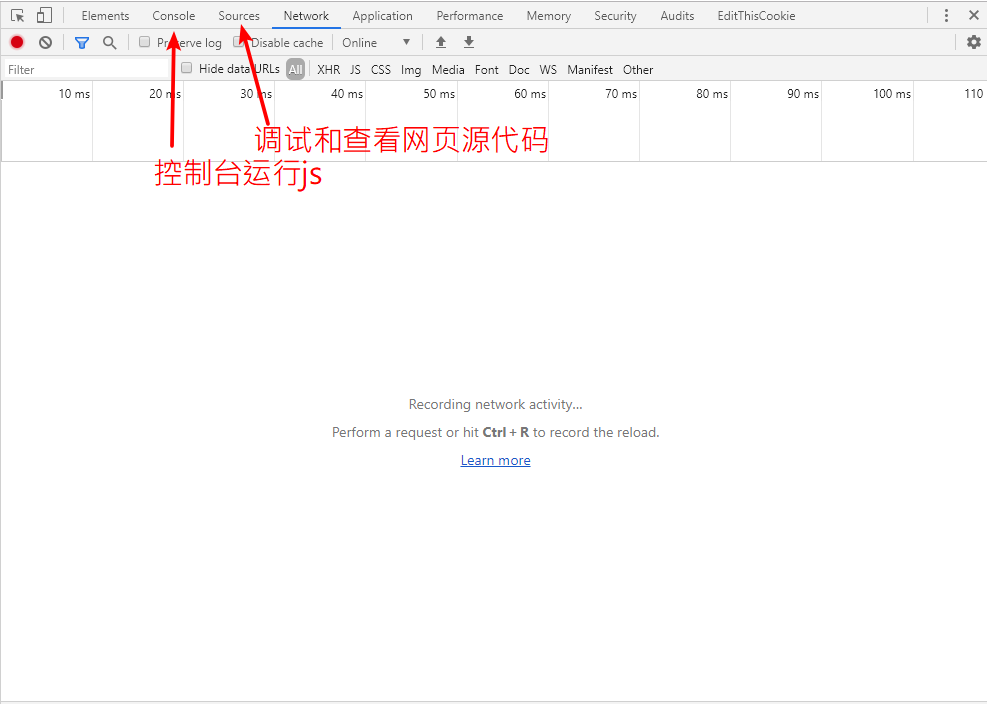 Elements Console Sources Network Application Performance Memory Security Audits EditThisCookie
Preserve log Disable cache Online
Filter Hide data URLs All XHR JS CSS Img Media Font Doc WS Manifest Other
10 ms 20 ms 30 ms 40 ms 50 ms 60 ms 70 ms 80 ms 90 ms 100 ms 110
调试和查看网页源代码
控制台运行js
Recording network activity...
Perform a request or hit Ctrl + R to record the reload.
Learn more